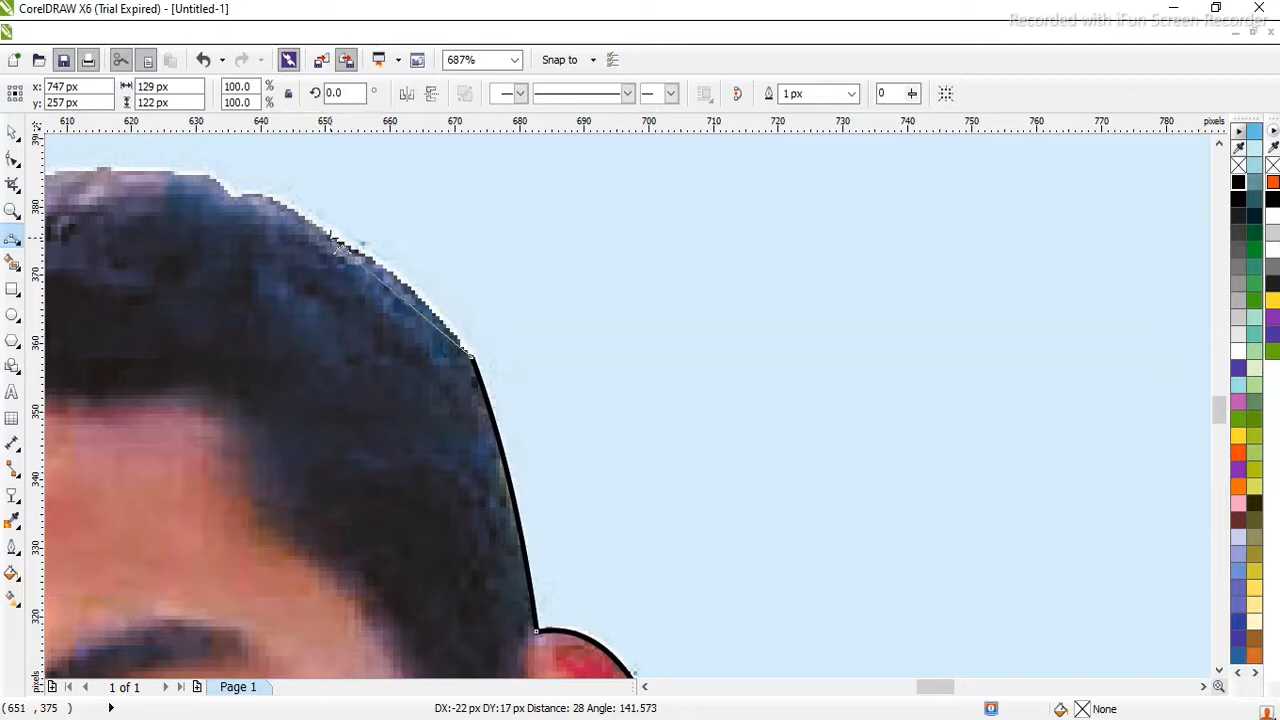 CorelDRAW X6 (Trial Expired) - [Untitled-1]
Recorded with iFun Screen Recorder
687%
Snap to
x: 747 px
y: 257 px
129 px
122 px
100.0
100.0
%
%
0.0
°
1 px
0
610 620 630 640 650 660 670 680 690 700 710 720 730 740 750 760 770 780 pixels
380
370
360
350
340
330
320
pixels
1 of 1
Page 1
(651 , 375 )
DX:-22 px DY:17 px Distance: 28 Angle: 141.573
None